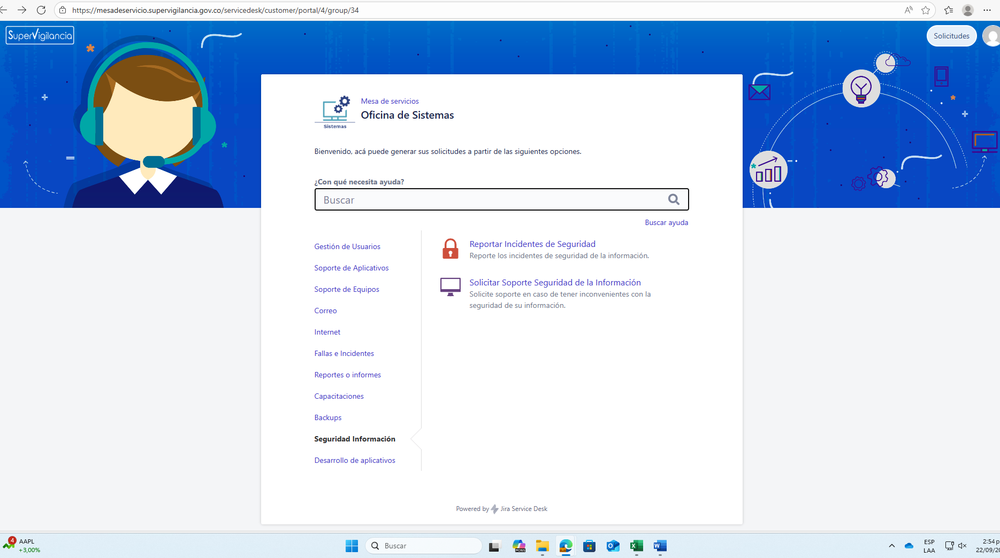 https://mesadeservicio.supervigilancia.gov.co/servicedesk/customer/portal/4/group/34
SuperVigilancia
Solicitudes
Sistemas
Mesa de servicios
Oficina de Sistemas
Bienvenido, acá puede generar sus solicitudes a partir de las siguientes opciones.
¿Con qué necesita ayuda?
Buscar
Buscar ayuda
Gestión de Usuarios
Soporte de Aplicativos
Soporte de Equipos
Correo
Internet
Fallas e Incidentes
Reportes o informes
Capacitaciones
Backups
Seguridad Información
Desarrollo de aplicativos
Reportar Incidentes de Seguridad
Reporte los incidentes de seguridad de la información.
Solicitar Soporte Seguridad de la Información
Solicite soporte en caso de tener inconvenientes con la
seguridad de su información.
Powered by Jira Service Desk
4
AAPL
+3,00%
Buscar
M365
ESP
LAA
2:54 p
22/09/20